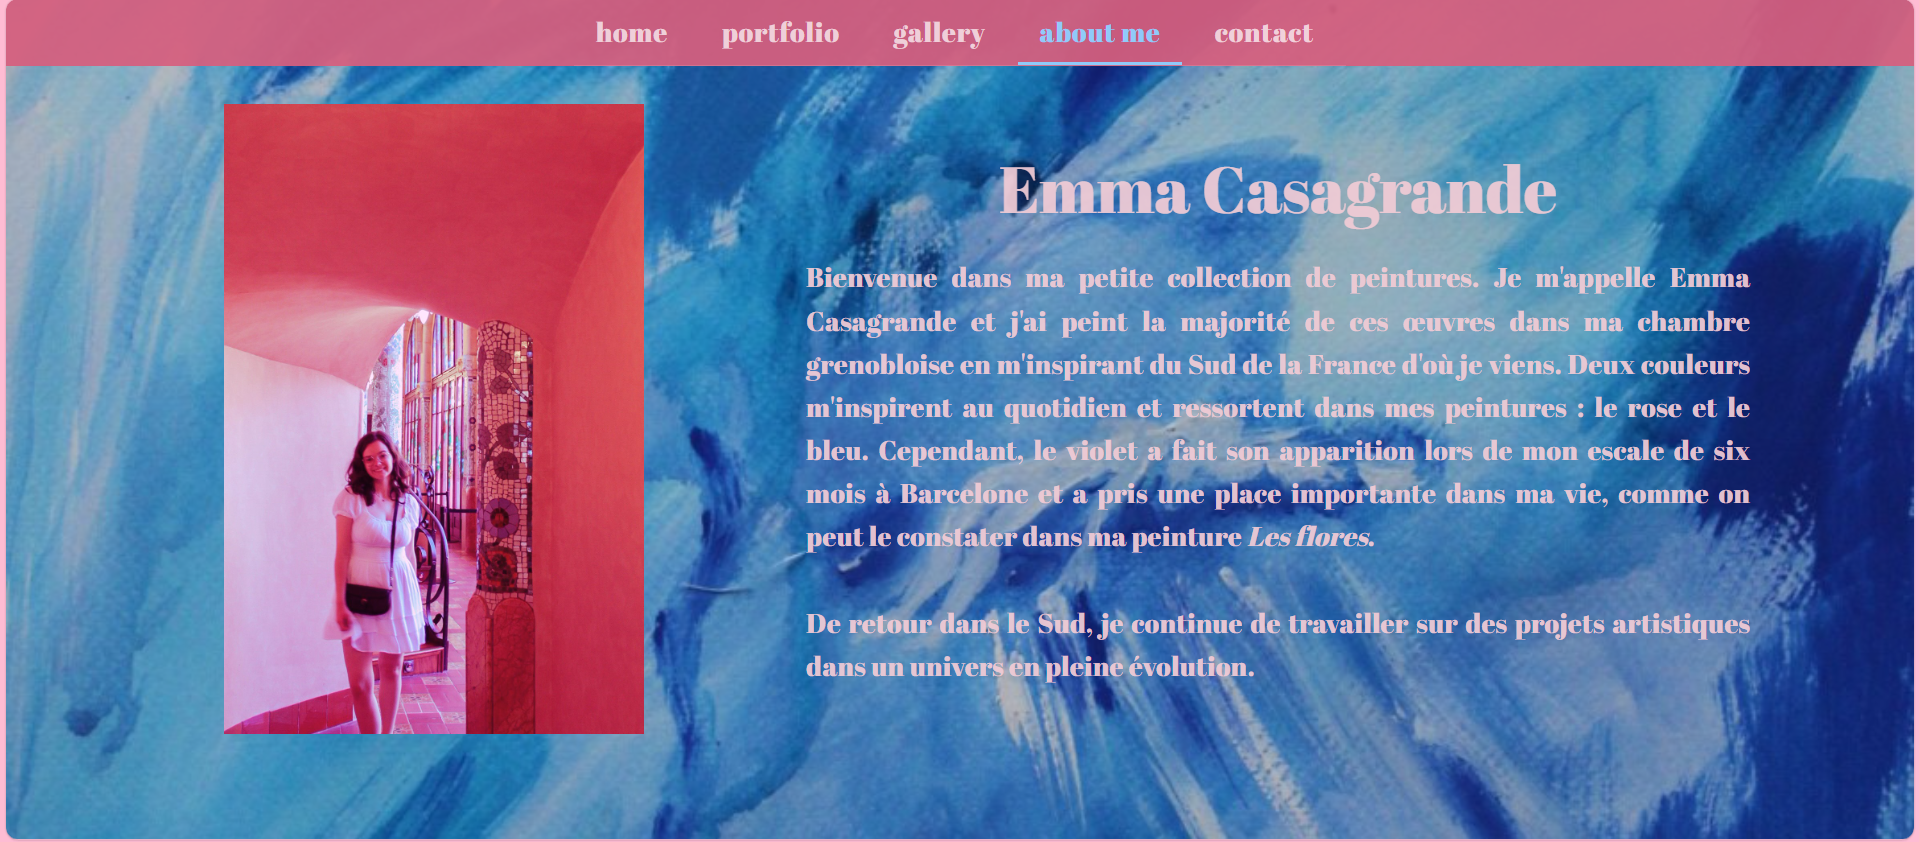 home portfolio gallery about me contact
Emma Casagrande
Bienvenue dans ma petite collection de peintures. Je m'appelle Emma
Casagrande et j'ai peint la majorité de ces œuvres dans ma chambre
grenobloise en m'inspirant du Sud de la France d'où je viens. Deux couleurs
m'inspirent au quotidien et ressortent dans mes peintures : le rose et le
bleu. Cependant, le violet a fait son apparition lors de mon escale de six
mois à Barcelone et a pris une place importante dans ma vie, comme on
peut le constater dans ma peinture Les flores.
De retour dans le Sud, je continue de travailler sur des projets artistiques
dans un univers en pleine évolution.